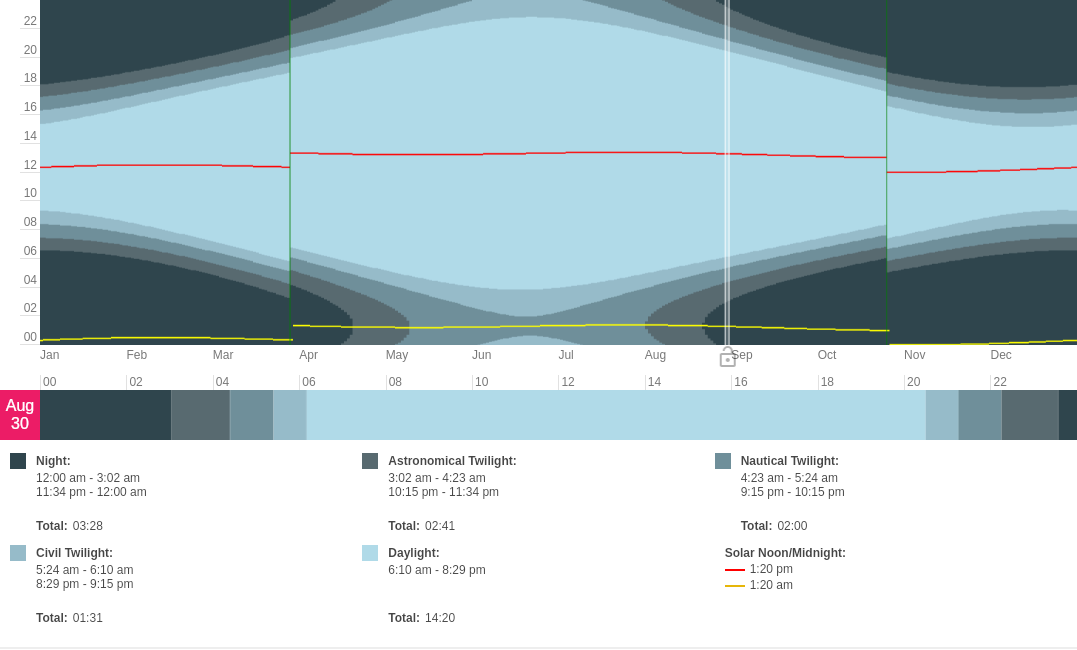 22
20
18
16
14
12
10
08
06
04
02
00
Jan Feb Mar Apr May Jun Jul Aug Sep Oct Nov Dec
00 02 04 06 08 10 12 14 16 18 20 22
Aug
30
Night:
12:00 am - 3:02 am
11:34 pm - 12:00 am
Total: 03:28
Astronomical Twilight:
3:02 am - 4:23 am
10:15 pm - 11:34 pm
Total: 02:41
Nautical Twilight:
4:23 am - 5:24 am
9:15 pm - 10:15 pm
Total: 02:00
Civil Twilight:
5:24 am - 6:10 am
8:29 pm - 9:15 pm
Total: 01:31
Daylight:
6:10 am - 8:29 pm
Total: 14:20
Solar Noon/Midnight:
1:20 pm
1:20 am